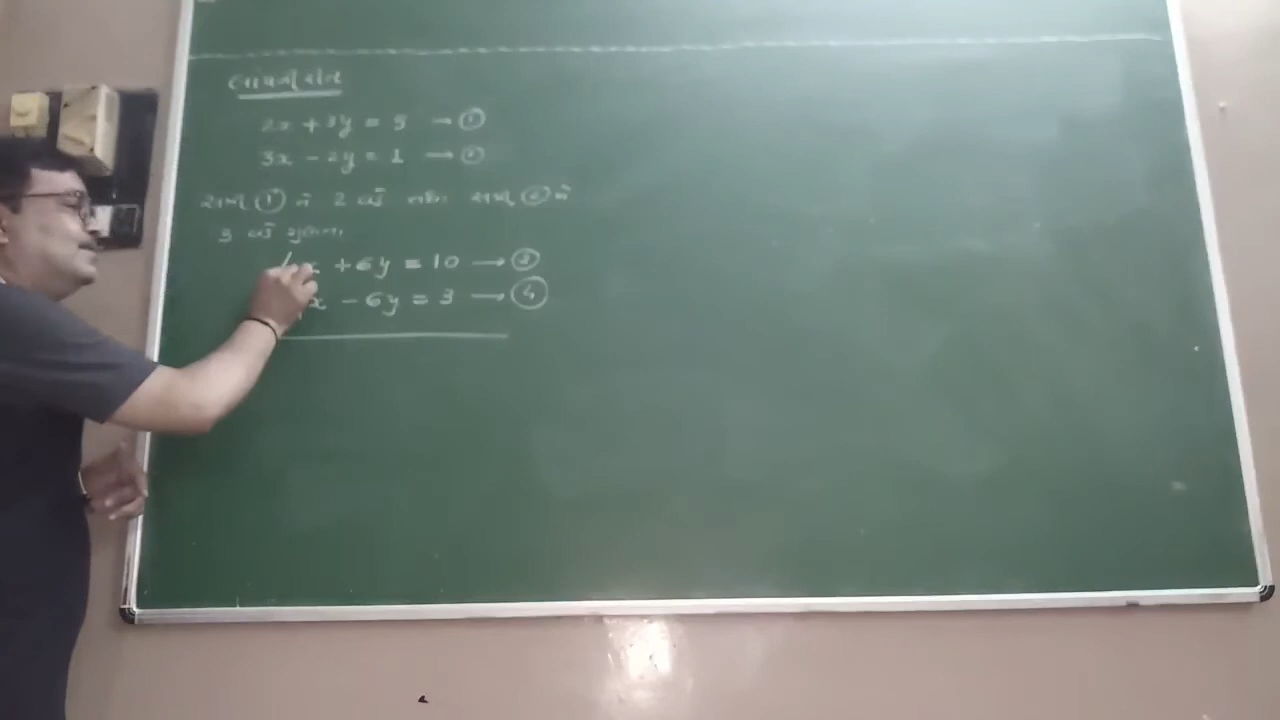 લોપની રીત
2x + 3y = 5 → ①
3x - 2y = 1 → ②
સમી ① ને 2 વડે તથા સમી ② ને
3 વડે ગુણતા
4x + 6y = 10 → ③
x - 6y = 3 → ④